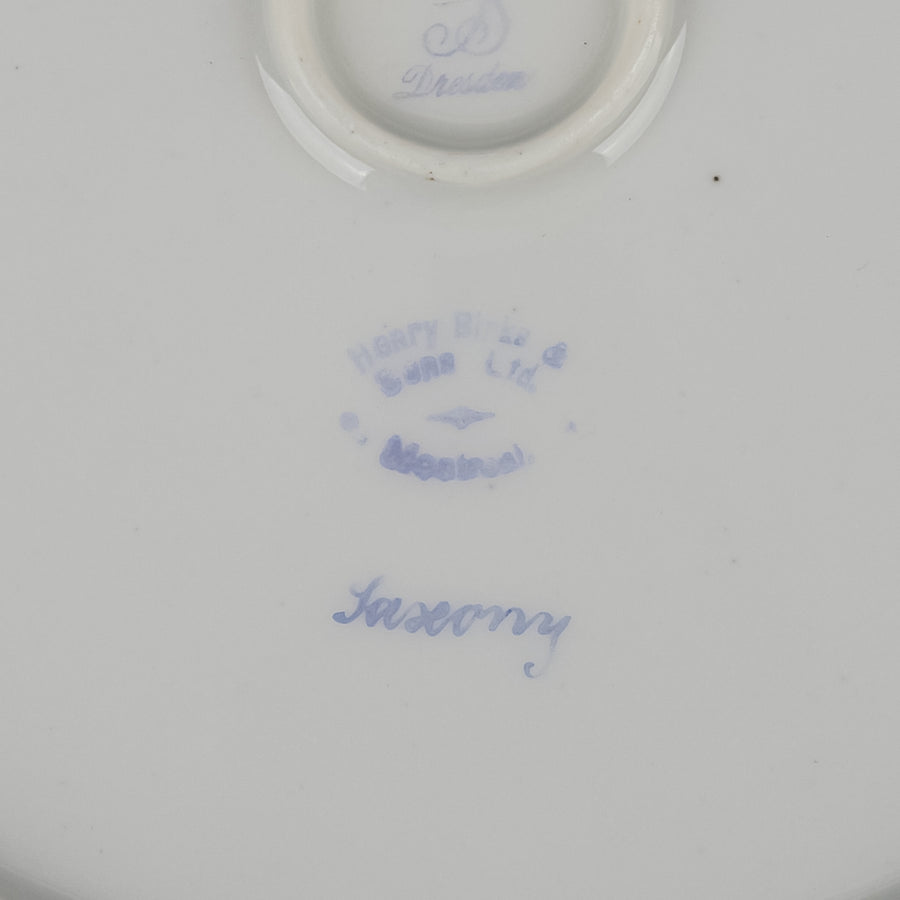 D
Dresden
Henry Birks &
Sons Ltd.
Montreal.
Saxony